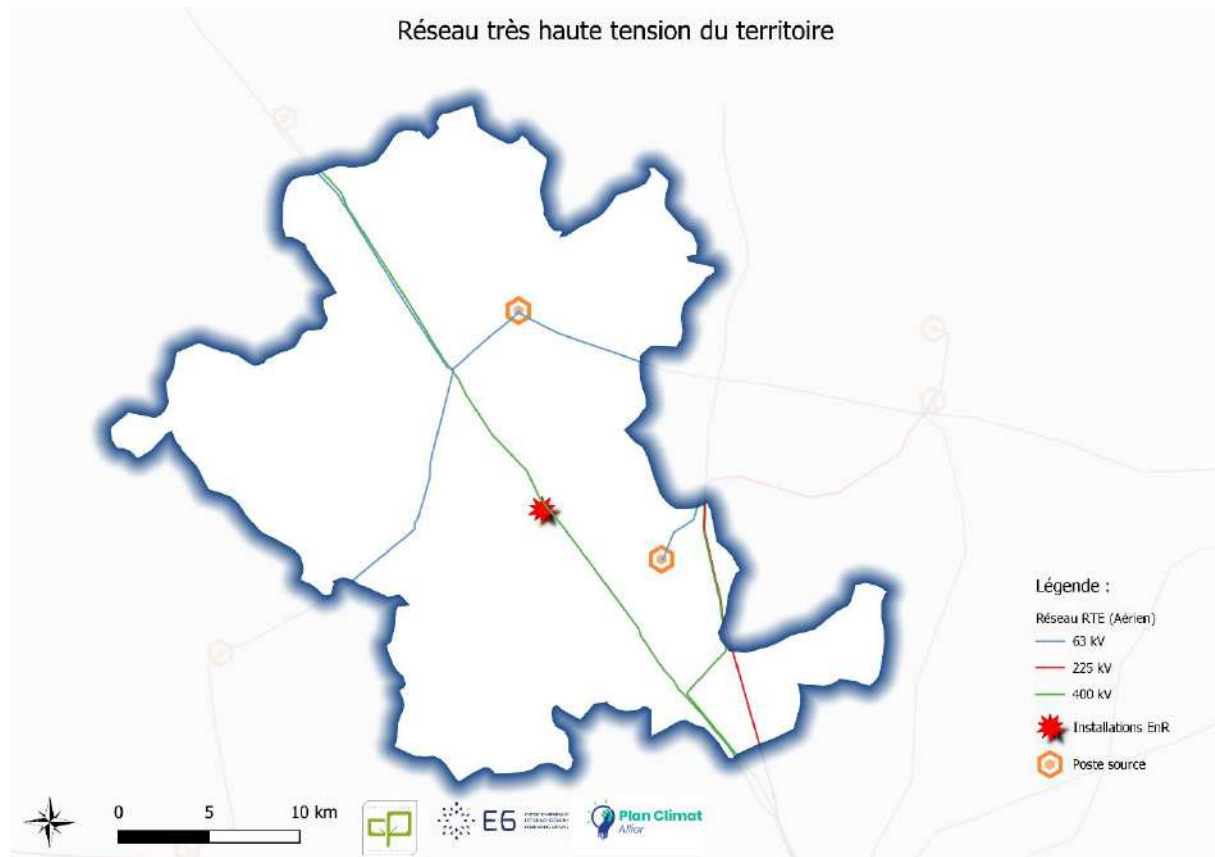 Réseau très haute tension du territoire
Légende :
Réseau RTE (Aérien)
63 kV
225 kV
400 kV
Installations EnR
Poste source
0 5 10 km
E6
Plan Climat
Allier